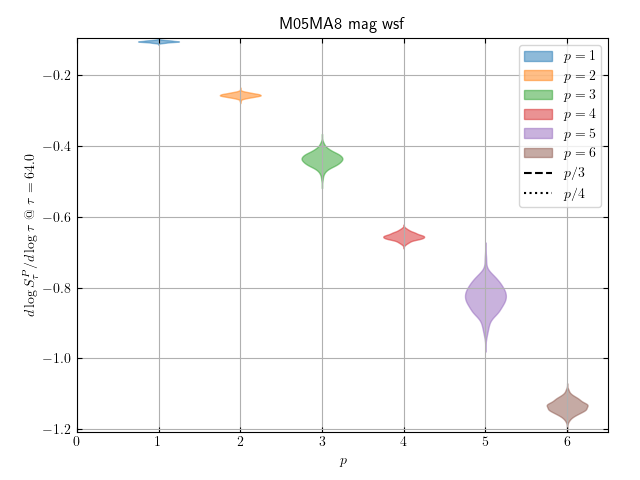 M05MA8 mag wsf
d log S_τ^P / d log τ @ τ = 64.0
−0.2
−0.4
−0.6
−0.8
−1.0
−1.2
0 1 2 3 4 5 6
p
p = 1
p = 2
p = 3
p = 4
p = 5
p = 6
p/3
p/4